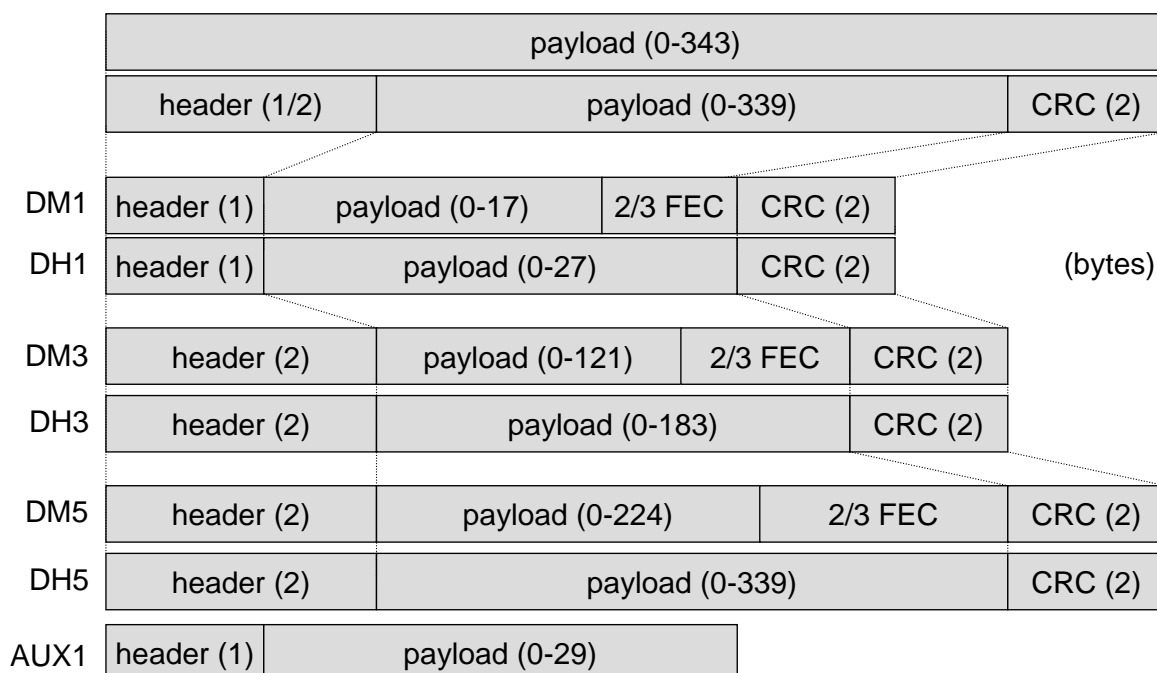 payload (0-343)
header (1/2) payload (0-339) CRC (2)
DM1 header (1) payload (0-17) 2/3 FEC CRC (2)
DH1 header (1) payload (0-27) CRC (2) (bytes)
DM3 header (2) payload (0-121) 2/3 FEC CRC (2)
DH3 header (2) payload (0-183) CRC (2)
DM5 header (2) payload (0-224) 2/3 FEC CRC (2)
DH5 header (2) payload (0-339) CRC (2)
AUX1 header (1) payload (0-29)